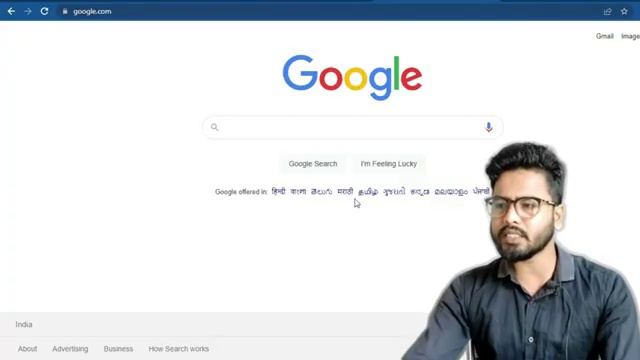 google.com
Gmail Image
Google
Google Search I'm Feeling Lucky
Google offered in: हिन्दी বাংলা తెలుగు मराठी தமிழ் ગુજરાતી ಕನ್ನಡ മലയാളം ਪੰਜਾਬੀ
India
About Advertising Business How Search works